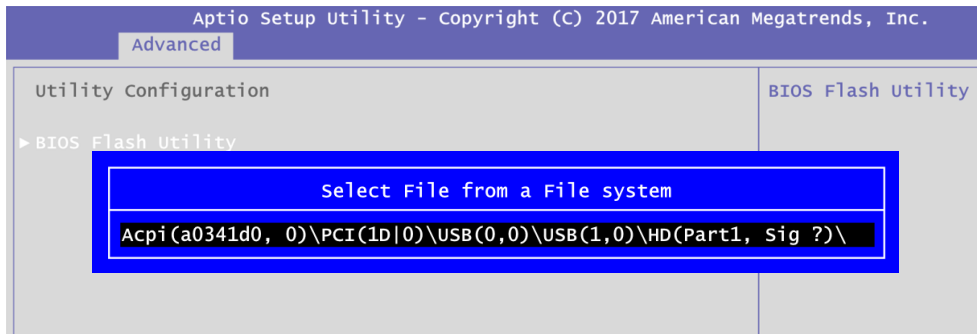 Aptio Setup Utility - Copyright (C) 2017 American Megatrends, Inc.
Advanced
Utility Configuration
BIOS Flash Utility
BIOS Flash Utility
Select File from a File system
Acpi(a0341d0, 0)\PCI(1D|0)\USB(0,0)\USB(1,0)\HD(Part1, Sig ?)\